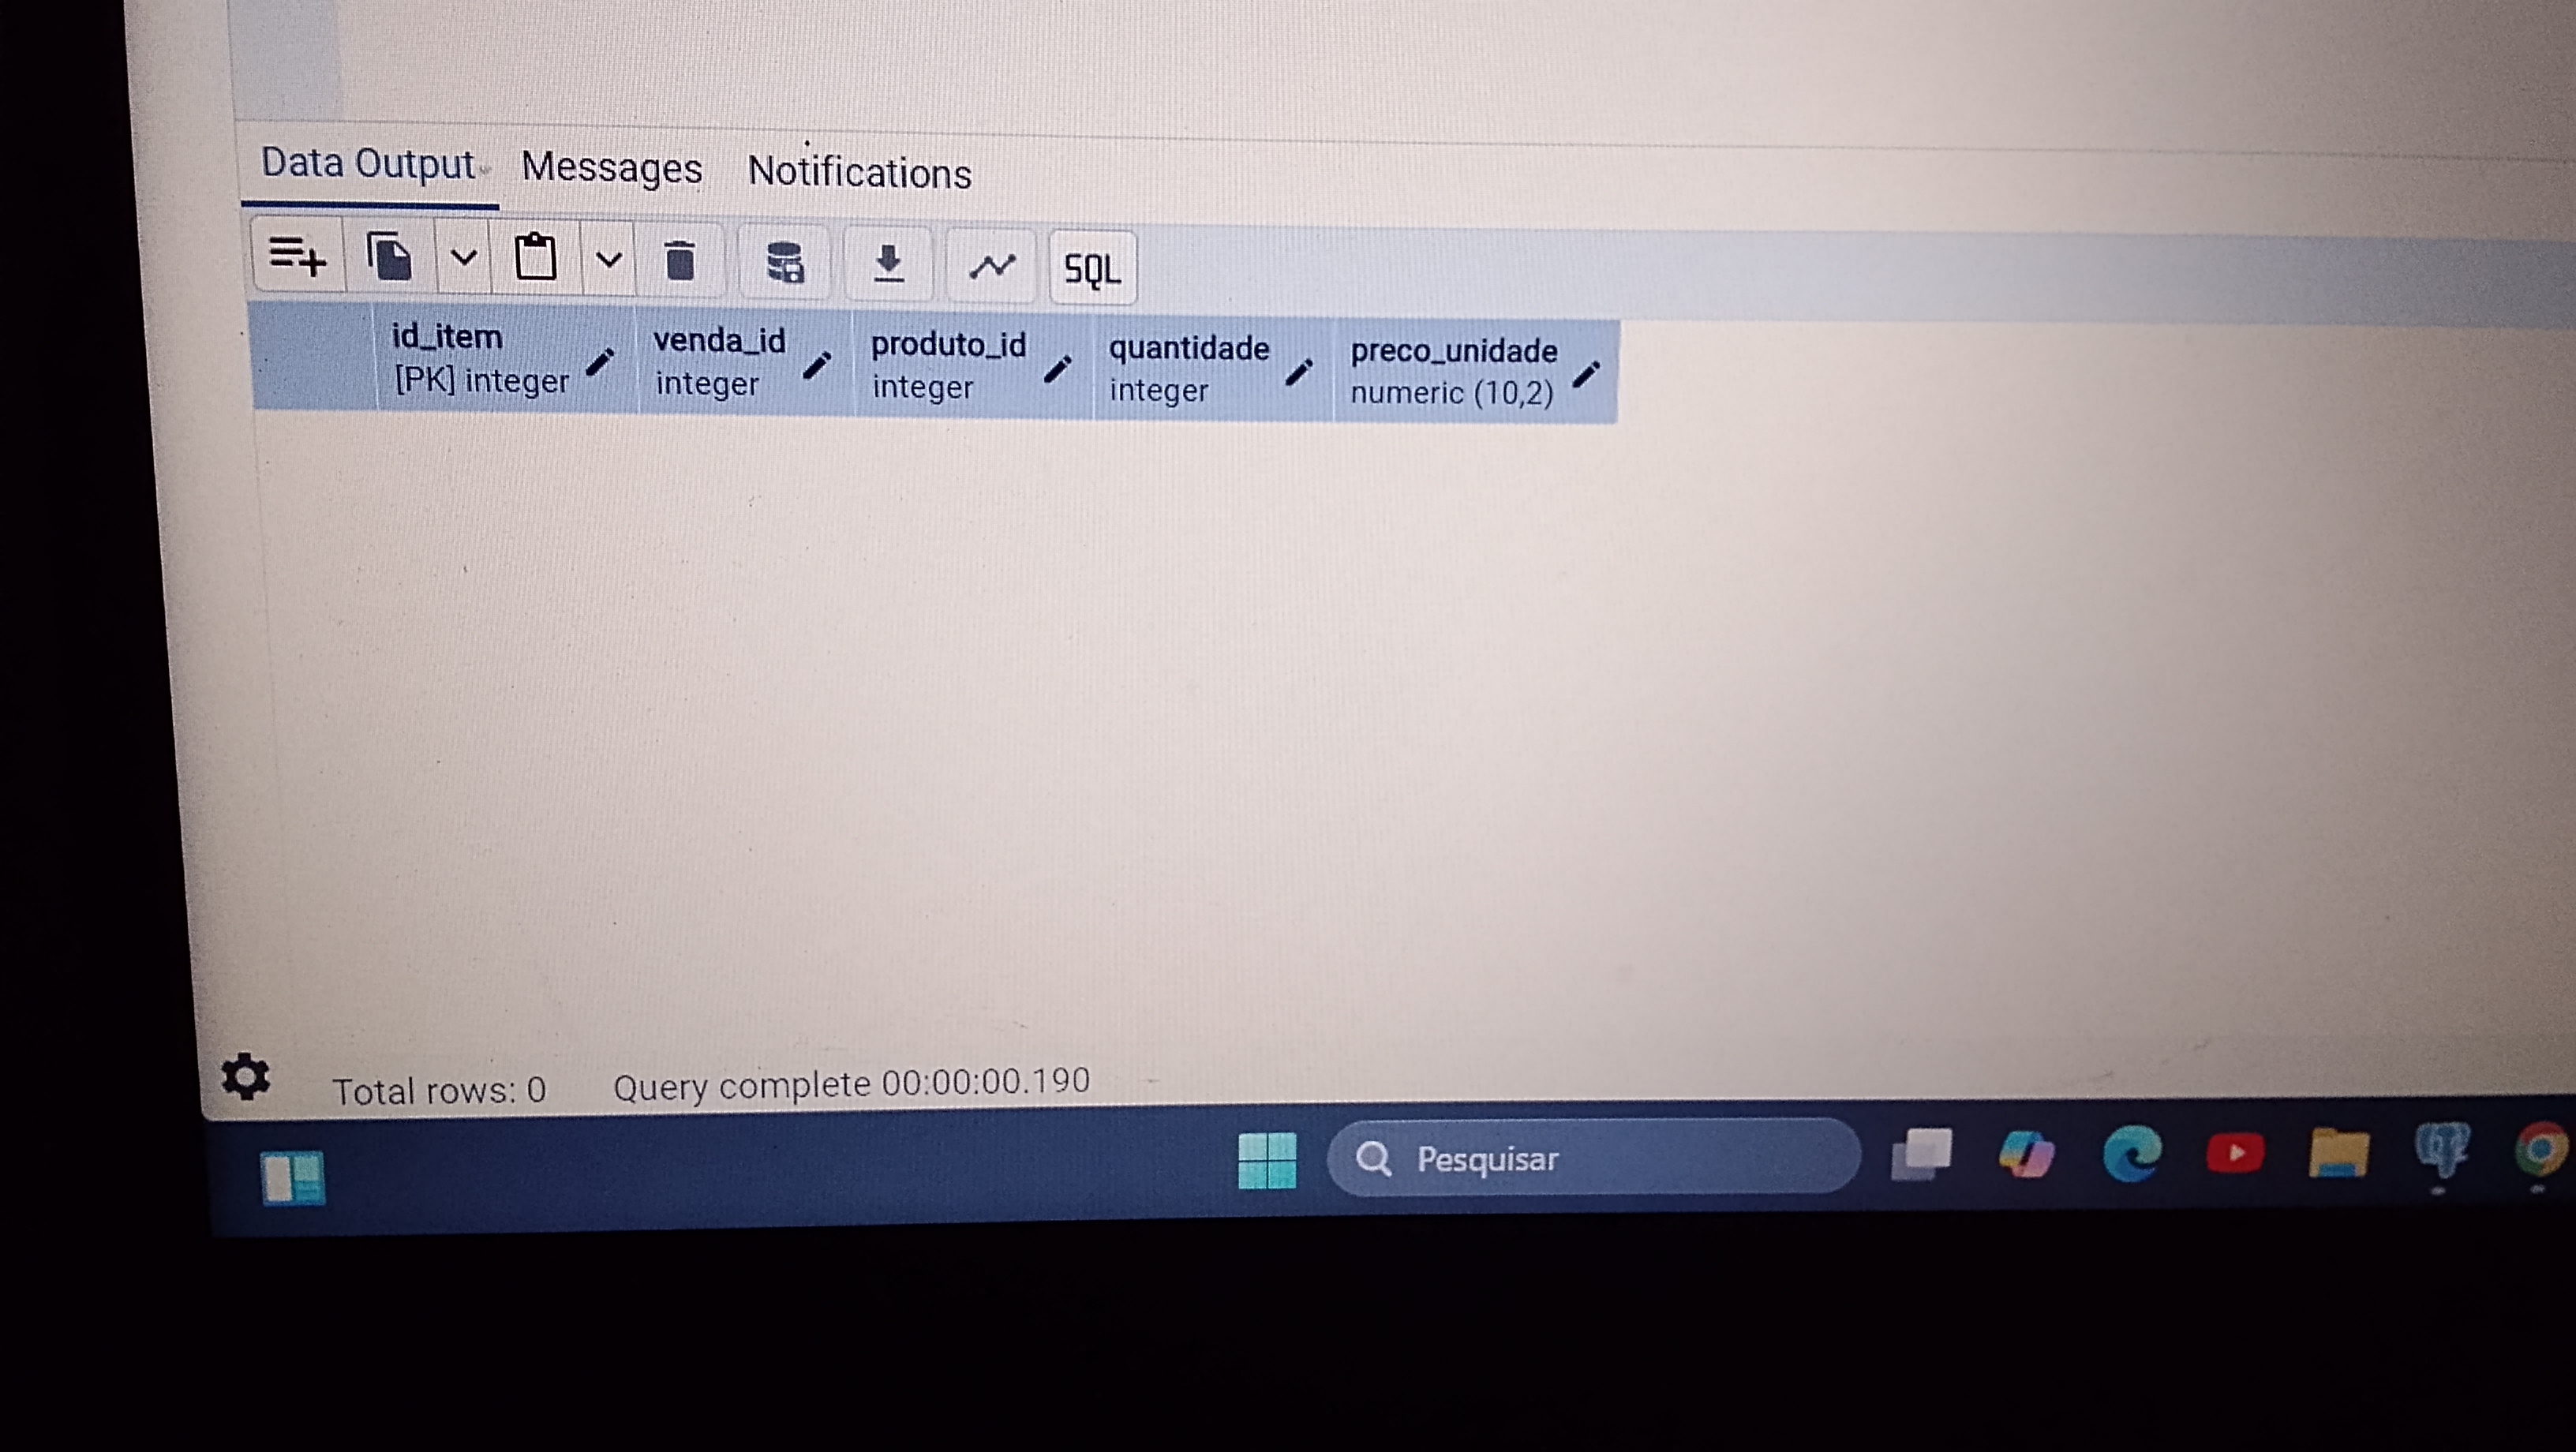 Data Output Messages Notifications
SQL
id_item venda_id produto_id quantidade preco_unidade
[PK] integer integer integer integer numeric (10,2)
Total rows: 0 Query complete 00:00:00.190
Pesquisar